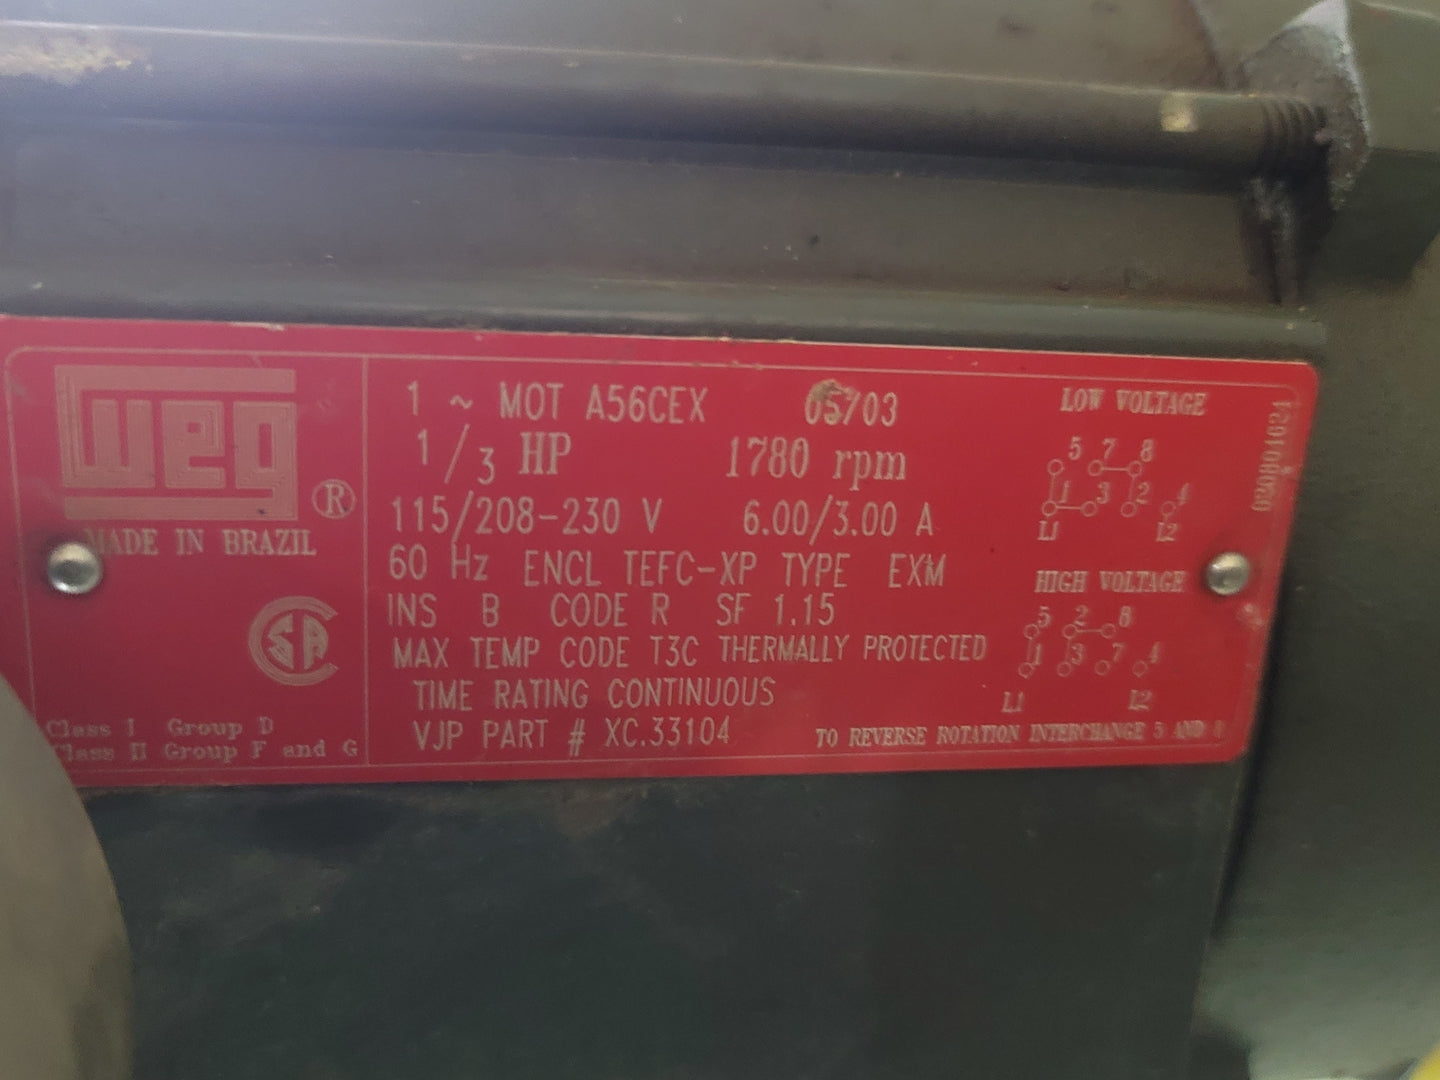 weg ®
MADE IN BRAZIL
SA
Class I Group D
Class II Group F and G
1 ~ MOT A56CEX 05703
1/3 HP 1780 rpm
115/208-230 V 6.00/3.00 A
60 Hz ENCL TEFC-XP TYPE EXM
INS B CODE R SF 1.15
MAX TEMP CODE T3C THERMALLY PROTECTED
TIME RATING CONTINUOUS
VJP PART # XC.33104
LOW VOLTAGE
5 7 8
1 3 2 4
L1 L2
HIGH VOLTAGE
5 2 8
1 3 7 4
L1 L2
TO REVERSE ROTATION INTERCHANGE 5 AND